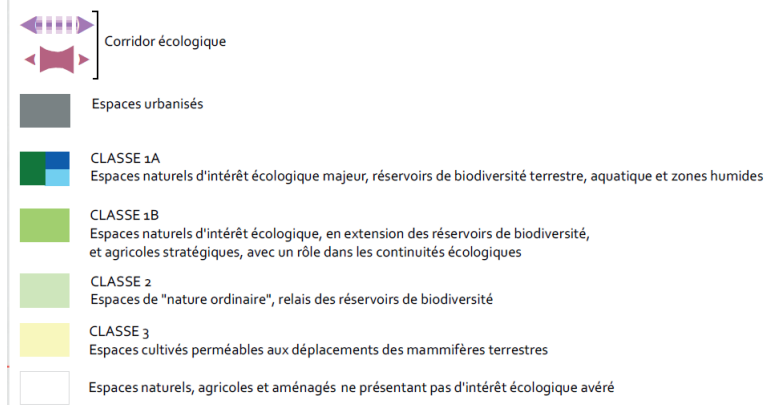 Corridor écologique
Espaces urbanisés
CLASSE 1A
Espaces naturels d'intérêt écologique majeur, réservoirs de biodiversité terrestre, aquatique et zones humides
CLASSE 1B
Espaces naturels d'intérêt écologique, en extension des réservoirs de biodiversité,
et agricoles stratégiques, avec un rôle dans les continuités écologiques
CLASSE 2
Espaces de "nature ordinaire", relais des réservoirs de biodiversité
CLASSE 3
Espaces cultivés perméables aux déplacements des mammifères terrestres
Espaces naturels, agricoles et aménagés ne présentant pas d'intérêt écologique avéré